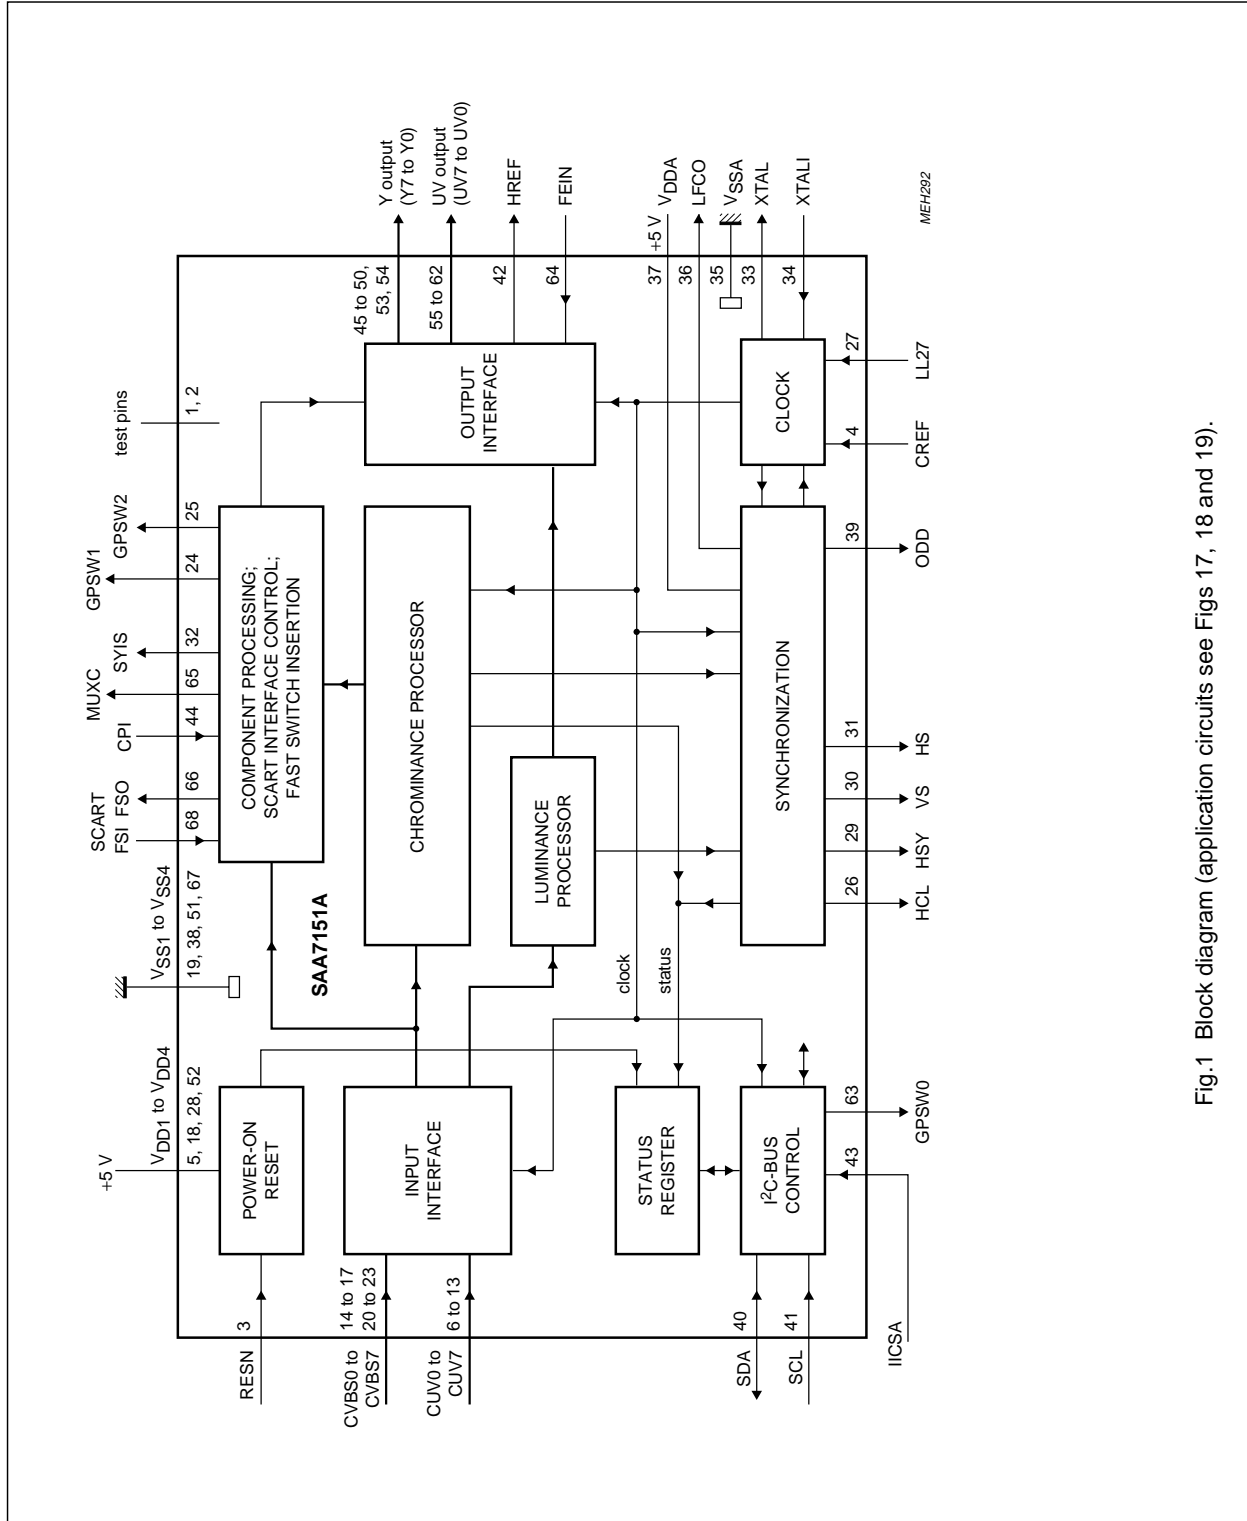 +5 V
VDD1 to VDD4
5, 18, 28, 52
VSS1 to VSS4
19, 38, 51, 67
SCART
FSI
FSO
CPI
MUXC
SYIS
GPSW1
GPSW2
test pins
68
66
44
65
32
24
25
1, 2
RESN
3
POWER-ON
RESET
SAA7151A
COMPONENT PROCESSING;
SCART INTERFACE CONTROL;
FAST SWITCH INSERTION
CVBS0 to
CVBS7
14 to 17
20 to 23
CUV0 to
CUV7
6 to 13
INPUT
INTERFACE
CHROMINANCE PROCESSOR
LUMINANCE
PROCESSOR
OUTPUT
INTERFACE
45 to 50,
53, 54
Y output
(Y7 to Y0)
55 to 62
UV output
(UV7 to UV0)
42
HREF
64
FEIN
clock
status
STATUS
REGISTER
SDA
40
SCL
41
I2C-BUS
CONTROL
SYNCHRONIZATION
CLOCK
37
+5 V
VDDA
36
LFCO
35
VSSA
33
XTAL
34
XTALI
43
63
26
29
30
31
39
4
27
IICSA
GPSW0
HCL
HSY
VS
HS
ODD
CREF
LL27
MEH292
Fig.1 Block diagram (application circuits see Figs 17, 18 and 19).